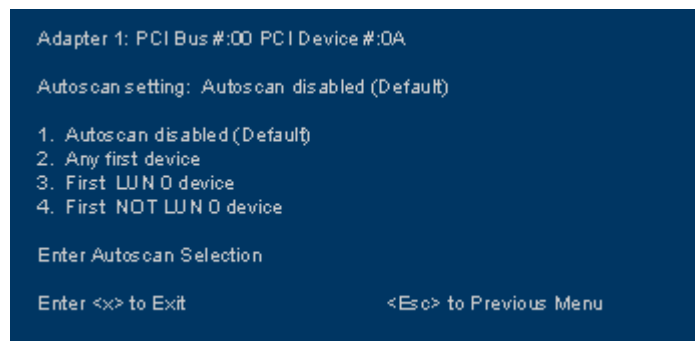 Adapter 1: PCI Bus #:00 PCI Device #:0A
Autoscan setting: Autoscan disabled (Default)
1. Autoscan disabled (Default)
2. Any first device
3. First LUN 0 device
4. First NOT LUN 0 device
Enter Autoscan Selection
Enter <x> to Exit <Esc> to Previous Menu